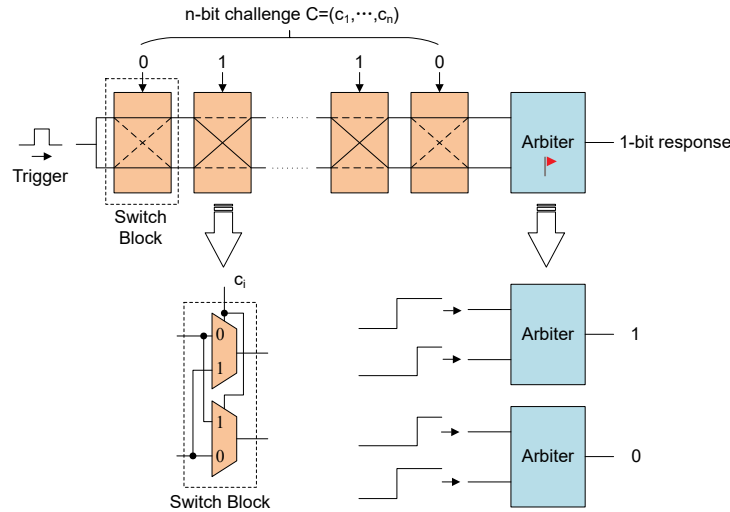 n-bit challenge C=(c₁,⋯,cₙ)
0 1 1 0
Trigger
Arbiter
1-bit response
Switch
Block
cᵢ
0
1
1
0
Switch Block
Arbiter 1
Arbiter 0